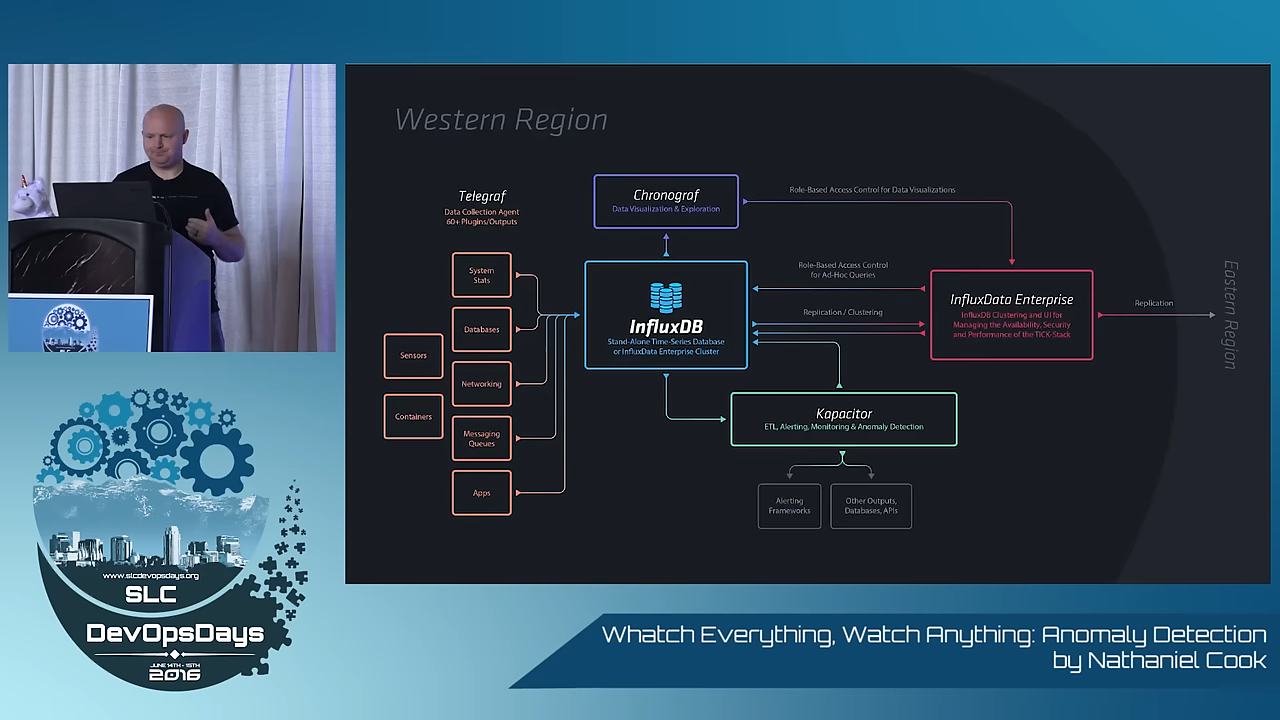 Western Region
Telegraf
Data Collection Agent
60+ Plugins/Outputs
System
Stats
Databases
Networking
Messaging
Queues
Apps
Sensors
Containers
Chronograf
Data Visualization & Exploration
InfluxDB
Stand-Alone Time-Series Database
or InfluxData Enterprise Cluster
Role-Based Access Control for Data Visualizations
Role-Based Access Control
for Ad-Hoc Queries
Replication / Clustering
InfluxData Enterprise
InfluxDB Clustering and UI for
Managing the Availability, Security
and Performance of the TICK-Stack
Replication
Eastern Region
Kapacitor
ETL, Alerting, Monitoring & Anomaly Detection
Alerting
Frameworks
Other Outputs,
Databases, APIs
www.slcdevopsdays.org
SLC
DevOpsDays
JUNE 14TH - 15TH
2016
Whatch Everything, Watch Anything: Anomaly Detection
by Nathaniel Cook